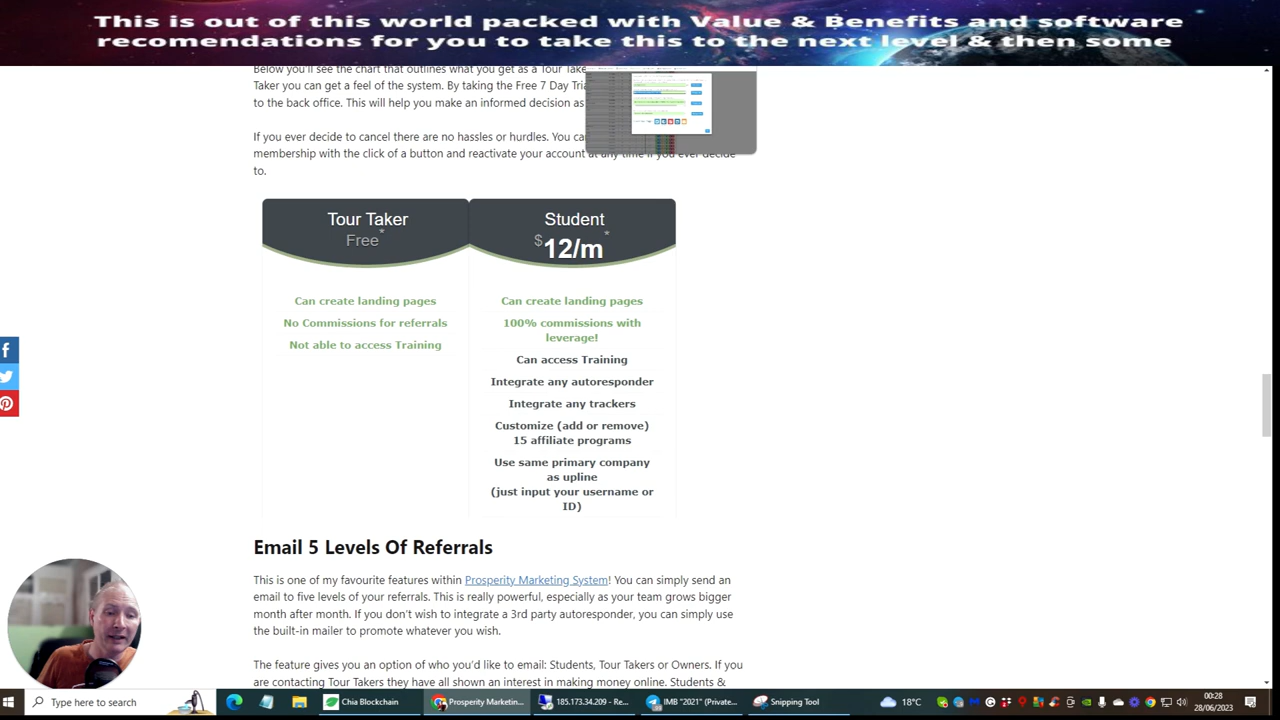 This is out of this world packed with Value & Benefits and software
recomendations for you to take this to the next level & then some
Below you'll see the chart that outlines what you get as a Tour Take
Taker you can get a feel of the system. By taking the Free 7 Day Tria
to the back office. This will help you make an informed decision as
If you ever decide to cancel there are no hassles or hurdles. You ca
membership with the click of a button and reactivate your account at any time if you ever decide
to.
Tour Taker
Free*
Student
$12/m*
Can create landing pages
No Commissions for referrals
Not able to access Training
Can create landing pages
100% commissions with
leverage!
Can access Training
Integrate any autoresponder
Integrate any trackers
Customize (add or remove)
15 affiliate programs
Use same primary company
as upline
(just input your username or
ID)
Email 5 Levels Of Referrals
This is one of my favourite features within Prosperity Marketing System! You can simply send an
email to five levels of your referrals. This is really powerful, especially as your team grows bigger
month after month. If you don't wish to integrate a 3rd party autoresponder, you can simply use
the built-in mailer to promote whatever you wish.
The feature gives you an option of who you'd like to email: Students, Tour Takers or Owners. If you
are contacting Tour Takers they have all shown an interest in making money online. Students &
Type here to search
Chia Blockchain
Prosperity Marketin...
185.173.34.209 - Re...
IMB "2021" (Private...
Snipping Tool
18°C
00:28
28/06/2023